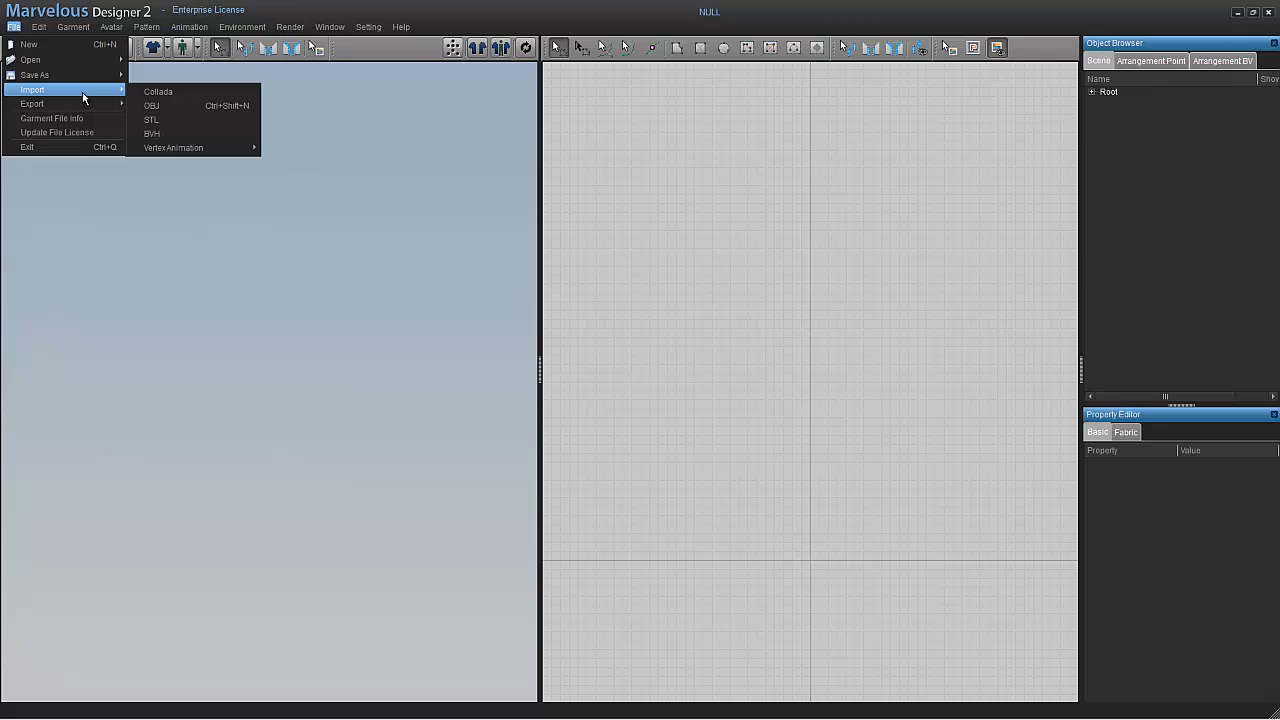 Marvelous Designer 2 - Enterprise License
NULL
File Edit Garment Avatar Pattern Animation Environment Render Window Setting Help
New Ctrl+N
Open
Save As
Import
Export
Garment File Info
Update File License
Exit Ctrl+Q
Collada
OBJ Ctrl+Shift+N
STL
BVH
Vertex Animation
Object Browser
Scene Arrangement Point Arrangement BV
Name Shov
Root
Property Editor
Basic Fabric
Property Value